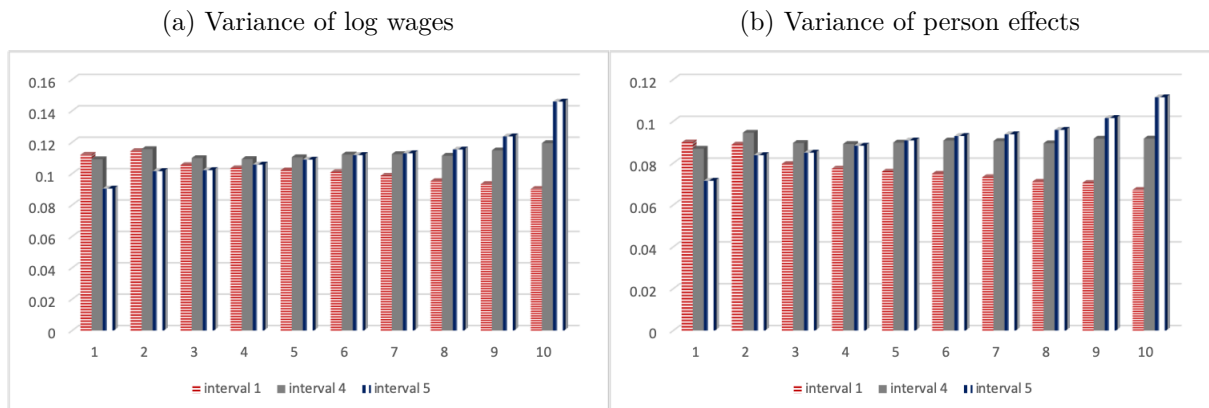 (a) Variance of log wages
0.16
0.14
0.12
0.1
0.08
0.06
0.04
0.02
0
1 2 3 4 5 6 7 8 9 10
interval 1 interval 4 interval 5
(b) Variance of person effects
0.12
0.1
0.08
0.06
0.04
0.02
0
1 2 3 4 5 6 7 8 9 10
interval 1 interval 4 interval 5